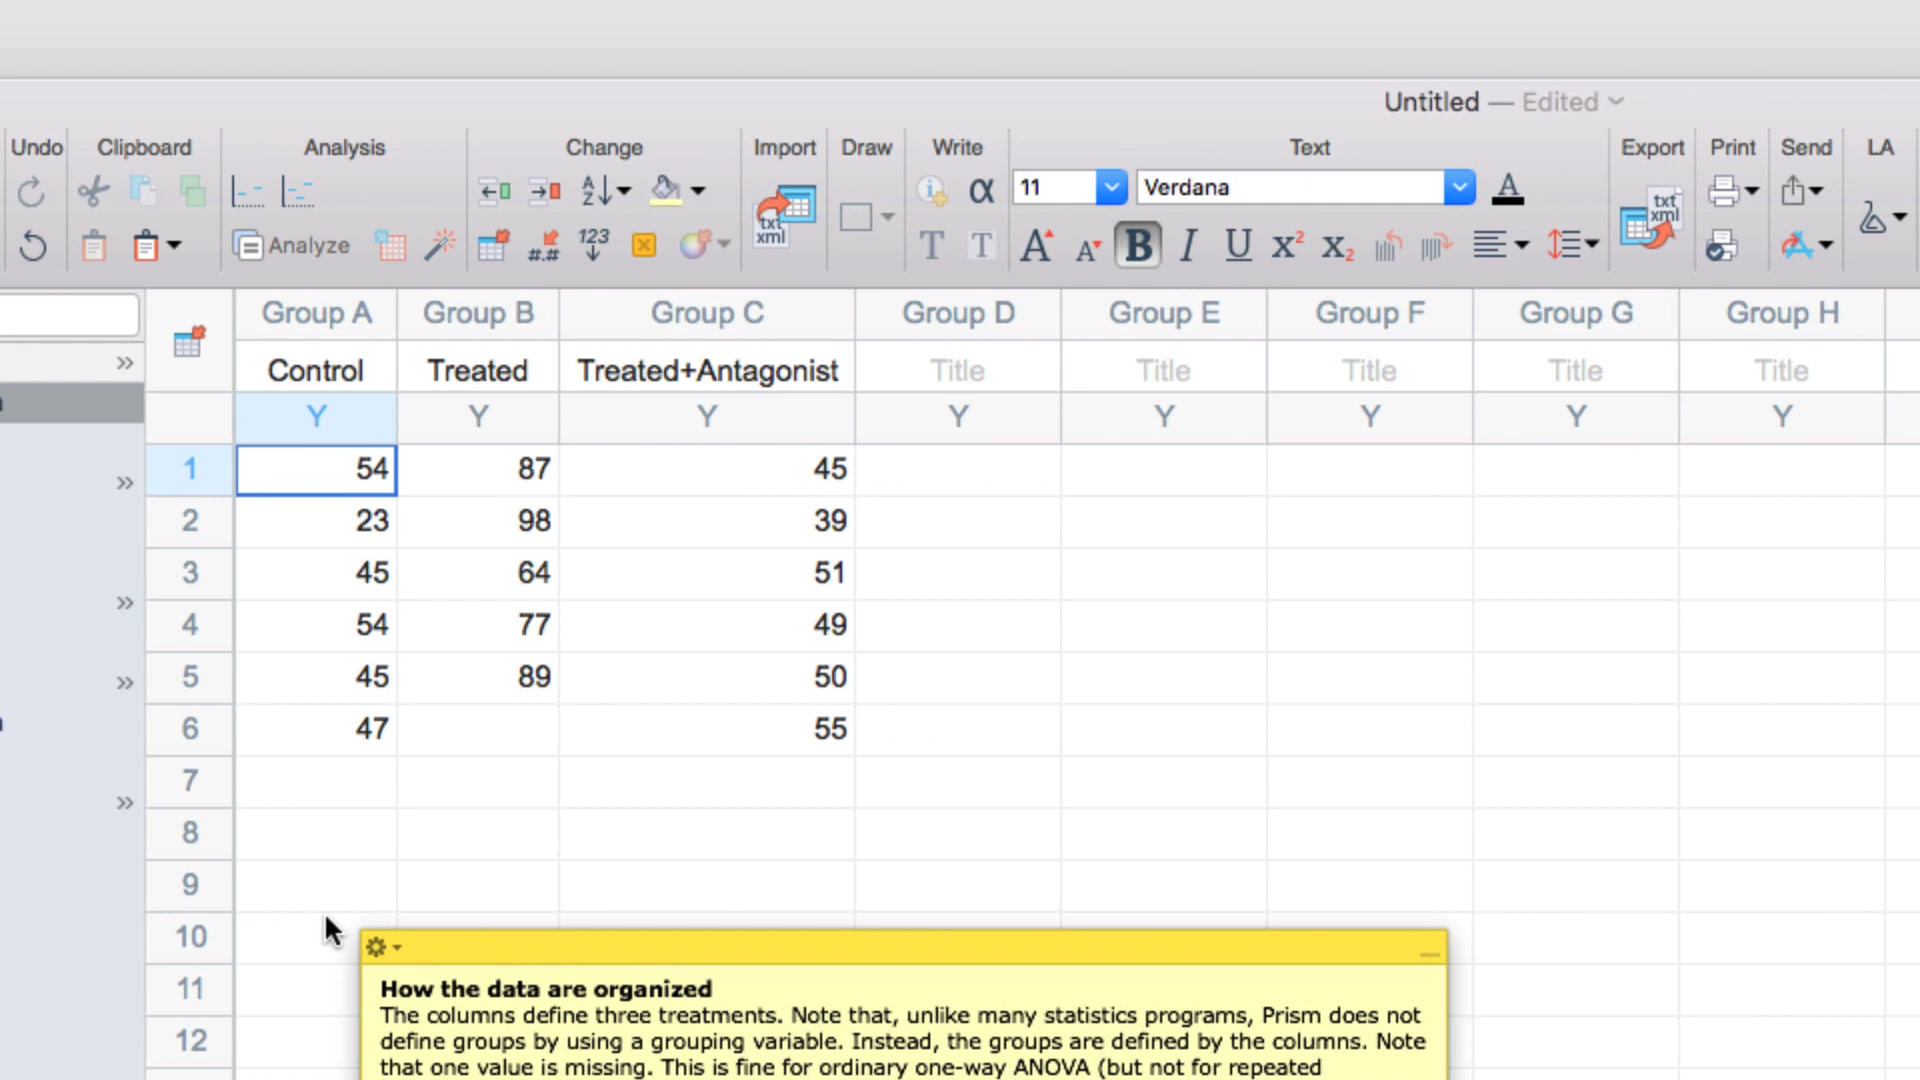 Untitled — Edited
Undo Clipboard Analysis Change Import Draw Write Text Export Print Send LA
txt xml
α
11
Verdana
A
txt xml
Analyze
#.#
123
T T
A A B I U X² X₂
Group A Group B Group C Group D Group E Group F Group G Group H
Control Treated Treated+Antagonist Title Title Title Title Title
Y Y Y Y Y Y Y Y
1 54 87 45
2 23 98 39
3 45 64 51
4 54 77 49
5 45 89 50
6 47 55
7
8
9
10
11
12
How the data are organized
The columns define three treatments. Note that, unlike many statistics programs, Prism does not
define groups by using a grouping variable. Instead, the groups are defined by the columns. Note
that one value is missing. This is fine for ordinary one-way ANOVA (but not for repeated